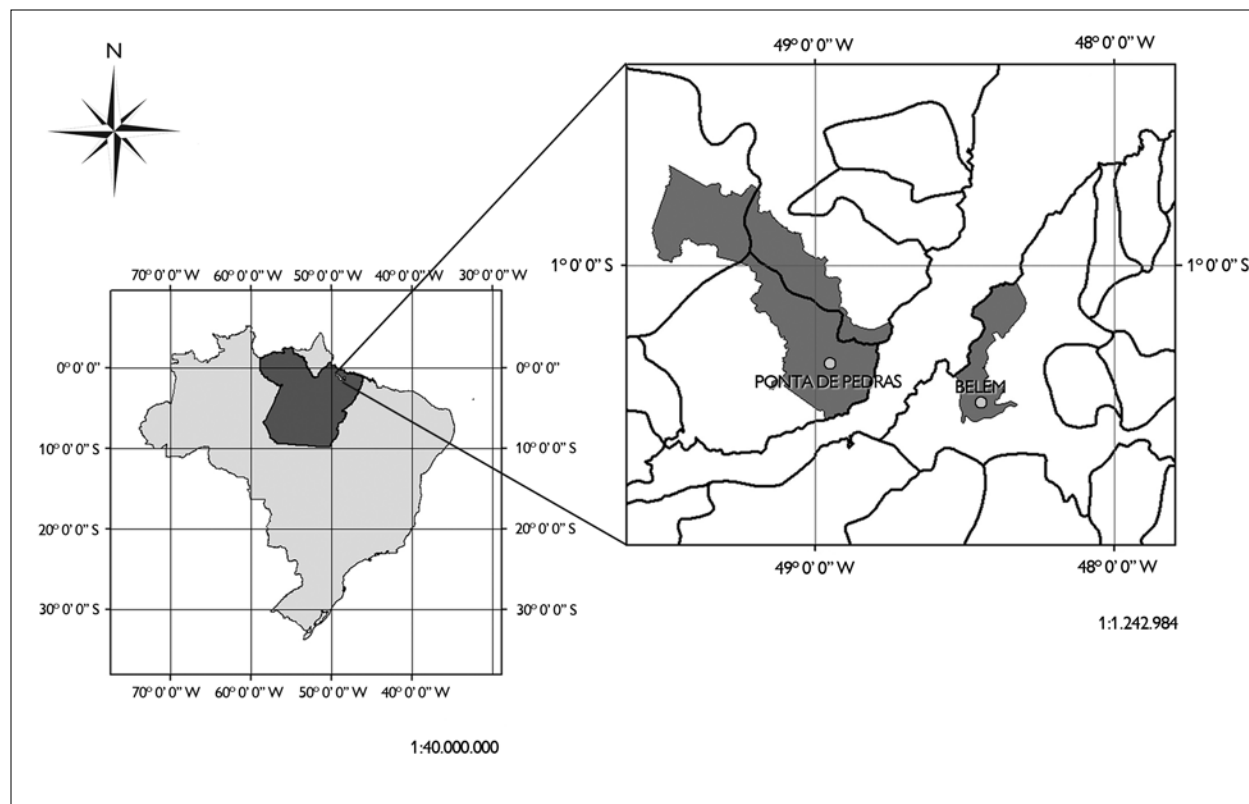 N
49° 0' 0" W 48° 0' 0" W
1° 0' 0" S 1° 0' 0" S
PONTA DE PEDRAS
BELÉM
49° 0' 0" W 48° 0' 0" W
1:1.242.984
70° 0' 0" W 60° 0' 0" W 50° 0' 0" W 40° 0' 0" W 30° 0' 0" W
0° 0' 0" 0° 0' 0"
10° 0' 0" S 10° 0' 0" S
20° 0' 0" S 20° 0' 0" S
30° 0' 0" S 30° 0' 0" S
70° 0' 0" W 60° 0' 0" W 50° 0' 0" W 40° 0' 0" W
1:40.000.000